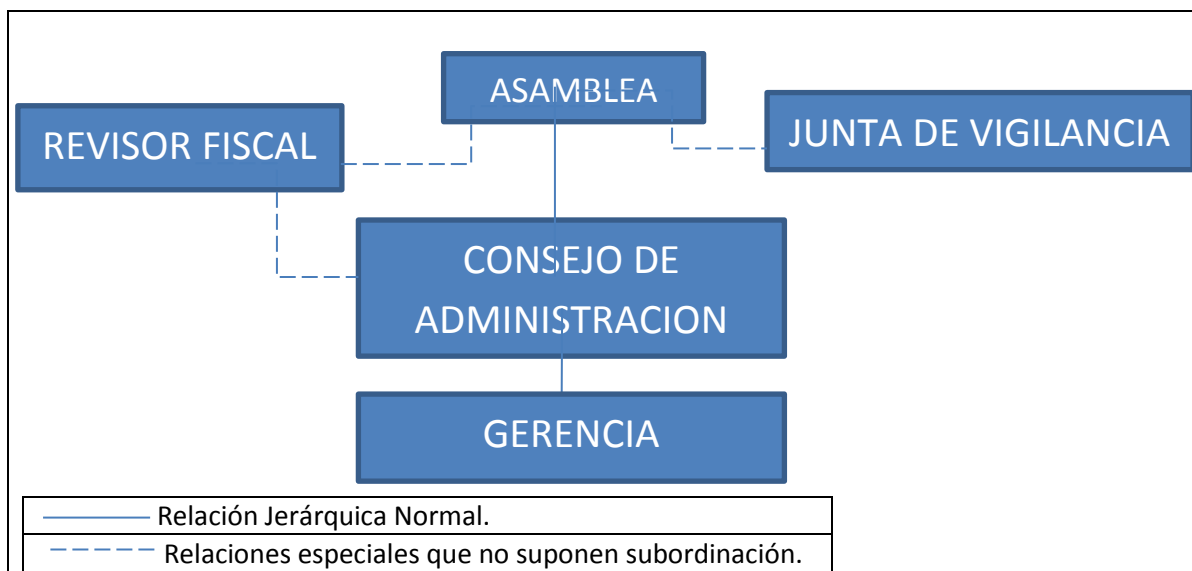 ASAMBLEA
REVISOR FISCAL
JUNTA DE VIGILANCIA
CONSEJO DE
ADMINISTRACION
GERENCIA
Relación Jerárquica Normal.
Relaciones especiales que no suponen subordinación.